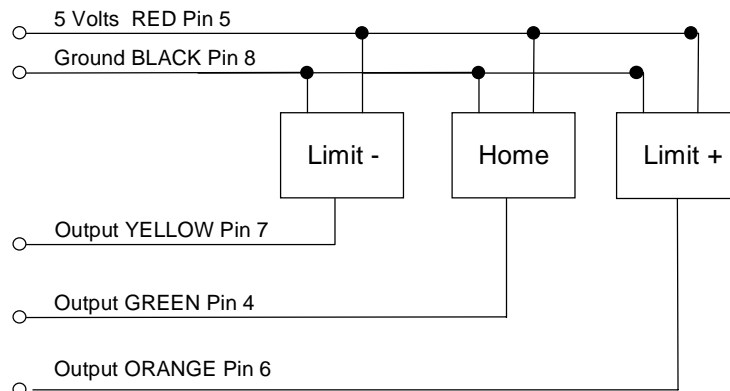 5 Volts RED Pin 5
Ground BLACK Pin 8
Limit -
Home
Limit +
Output YELLOW Pin 7
Output GREEN Pin 4
Output ORANGE Pin 6